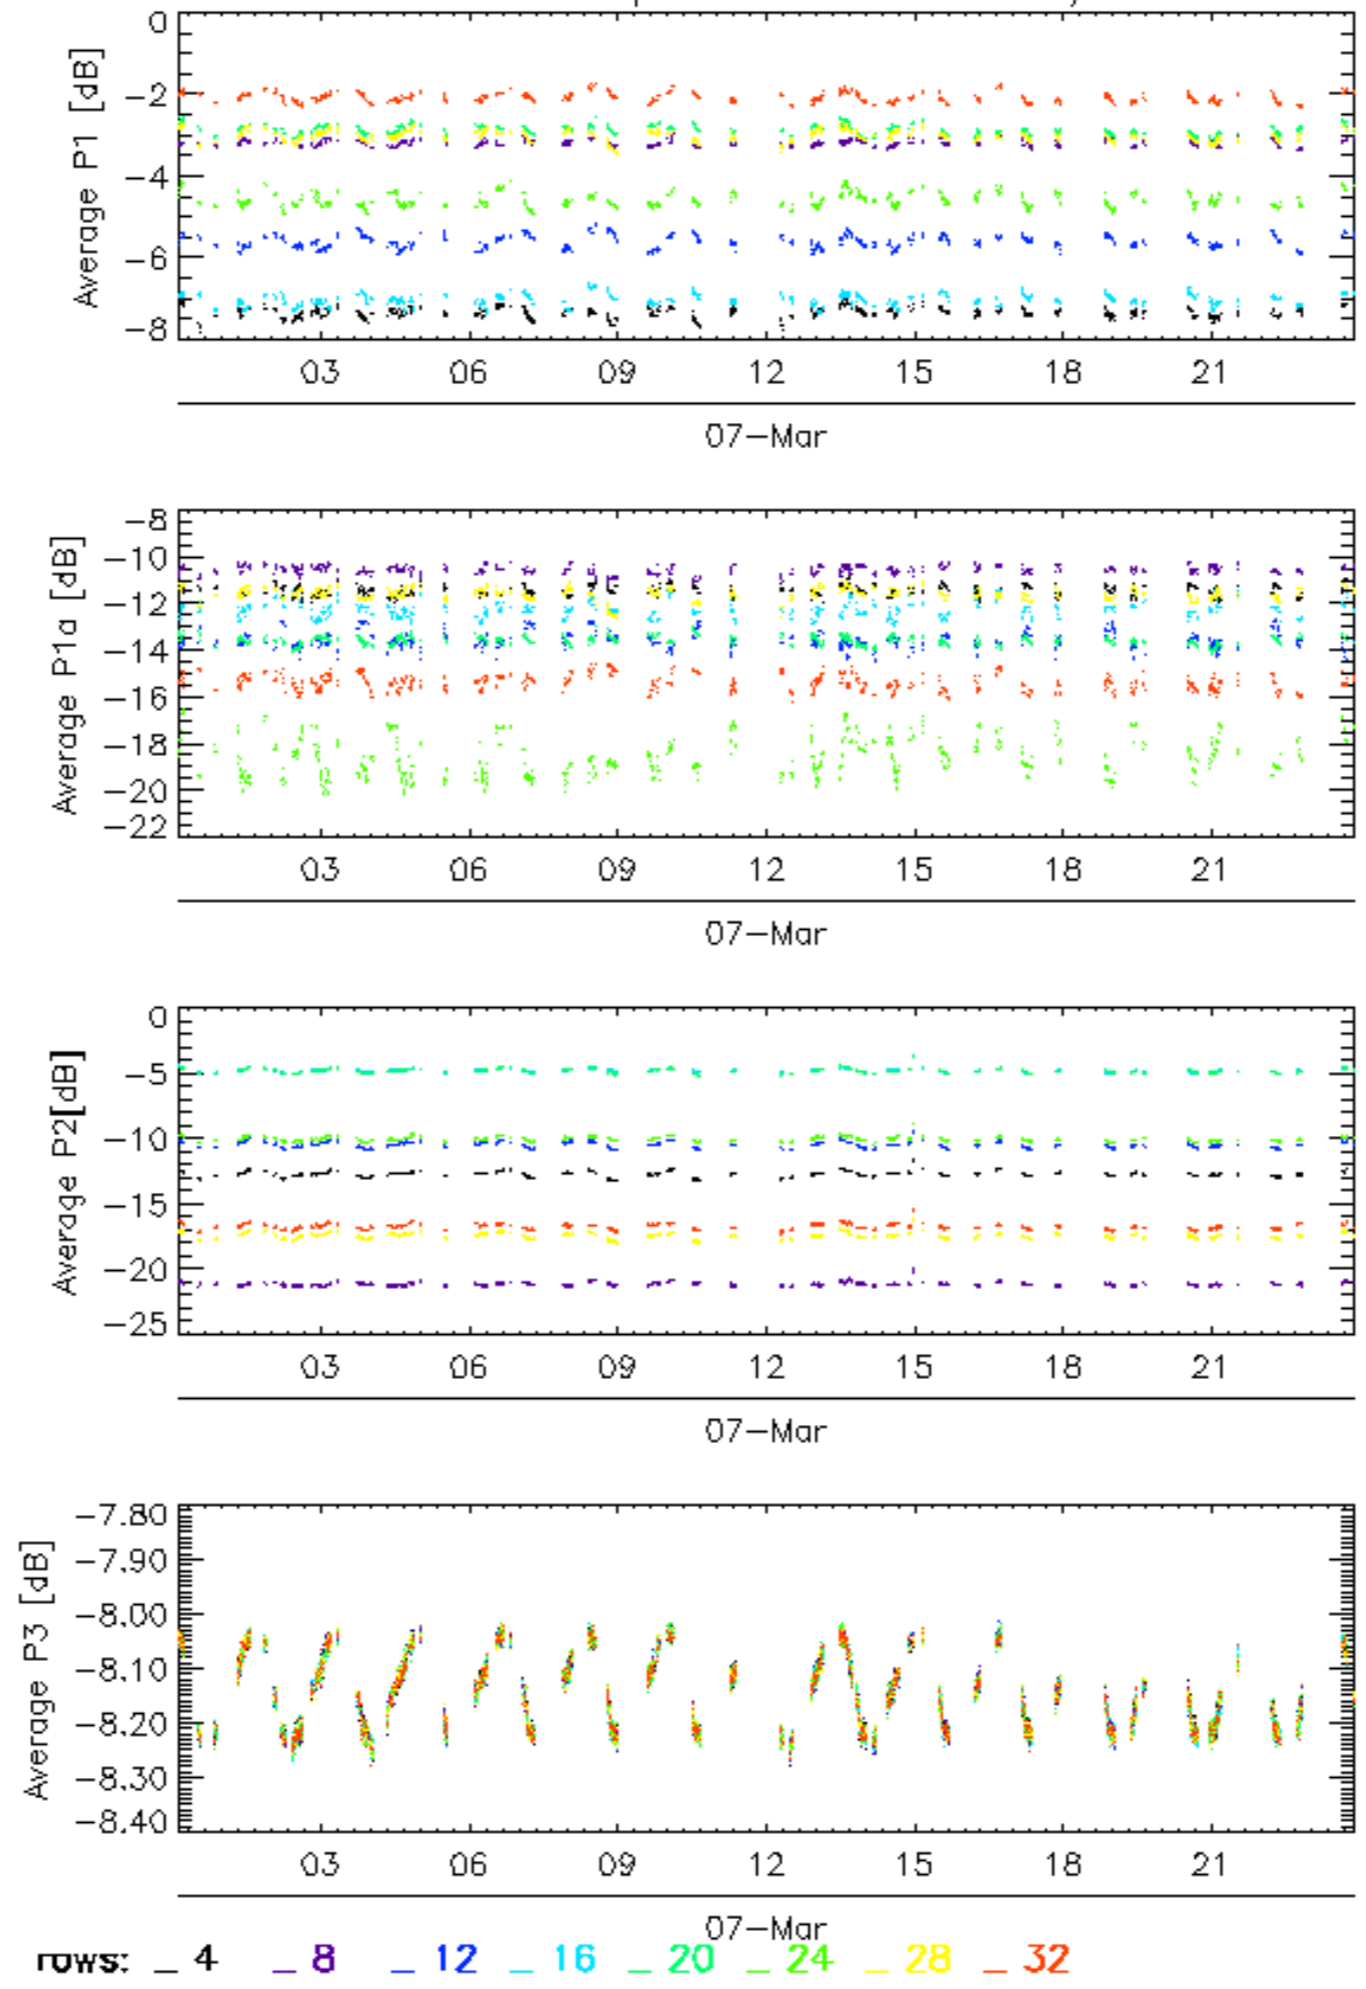 0
−2
−4
−6
−8
Average P1 [dB]
03 06 09 12 15 18 21
07−Mar
−8
−10
−12
−14
−16
−18
−20
−22
Average P1a [dB]
03 06 09 12 15 18 21
07−Mar
0
−5
−10
−15
−20
−25
Average P2[dB]
03 06 09 12 15 18 21
07−Mar
−7.80
−7.90
−8.00
−8.10
−8.20
−8.30
−8.40
Average P3 [dB]
03 06 09 12 15 18 21
07−Mar
rows: _ 4 _ 8 _ 12 _ 16 _ 20 _ 24 _ 28 _ 32